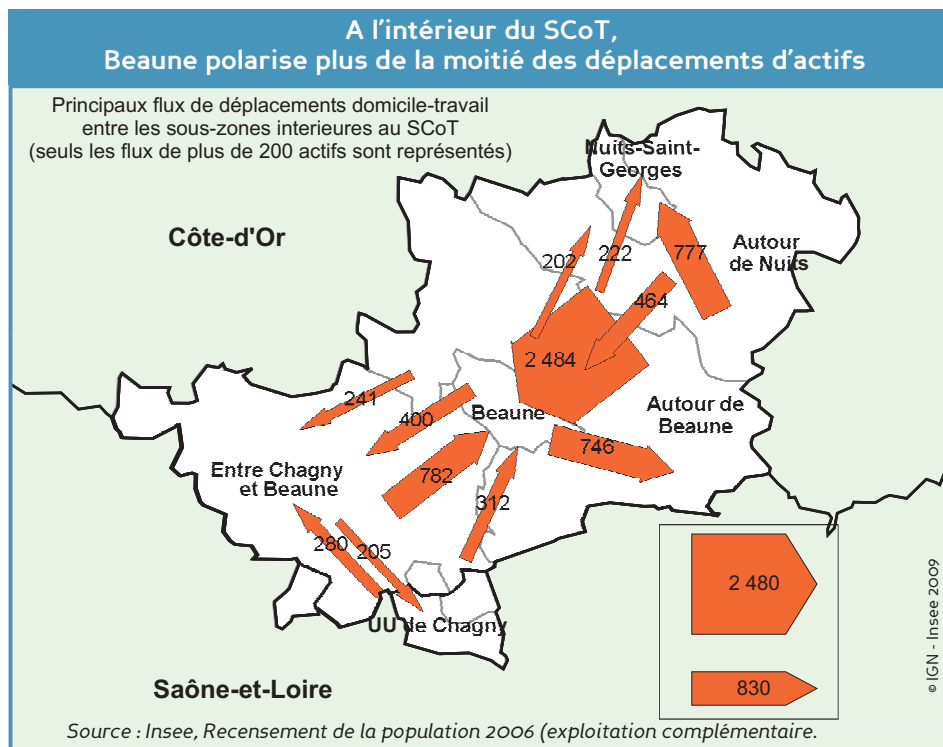 A l'intérieur du SCoT,
Beaune polarise plus de la moitié des déplacements d'actifs
Principaux flux de déplacements domicile-travail
entre les sous-zones interieures au SCoT
(seuls les flux de plus de 200 actifs sont représentés)
Nuits-Saint-
Georges
Côte-d'Or
Autour
de Nuits
202
222
777
464
2 484
241
400
Beaune
Autour de
Beaune
746
Entre Chagny
et Beaune
782
312
280
205
UU de Chagny
2 480
830
Saône-et-Loire
© IGN - Insee 2009
Source : Insee, Recensement de la population 2006 (exploitation complémentaire.